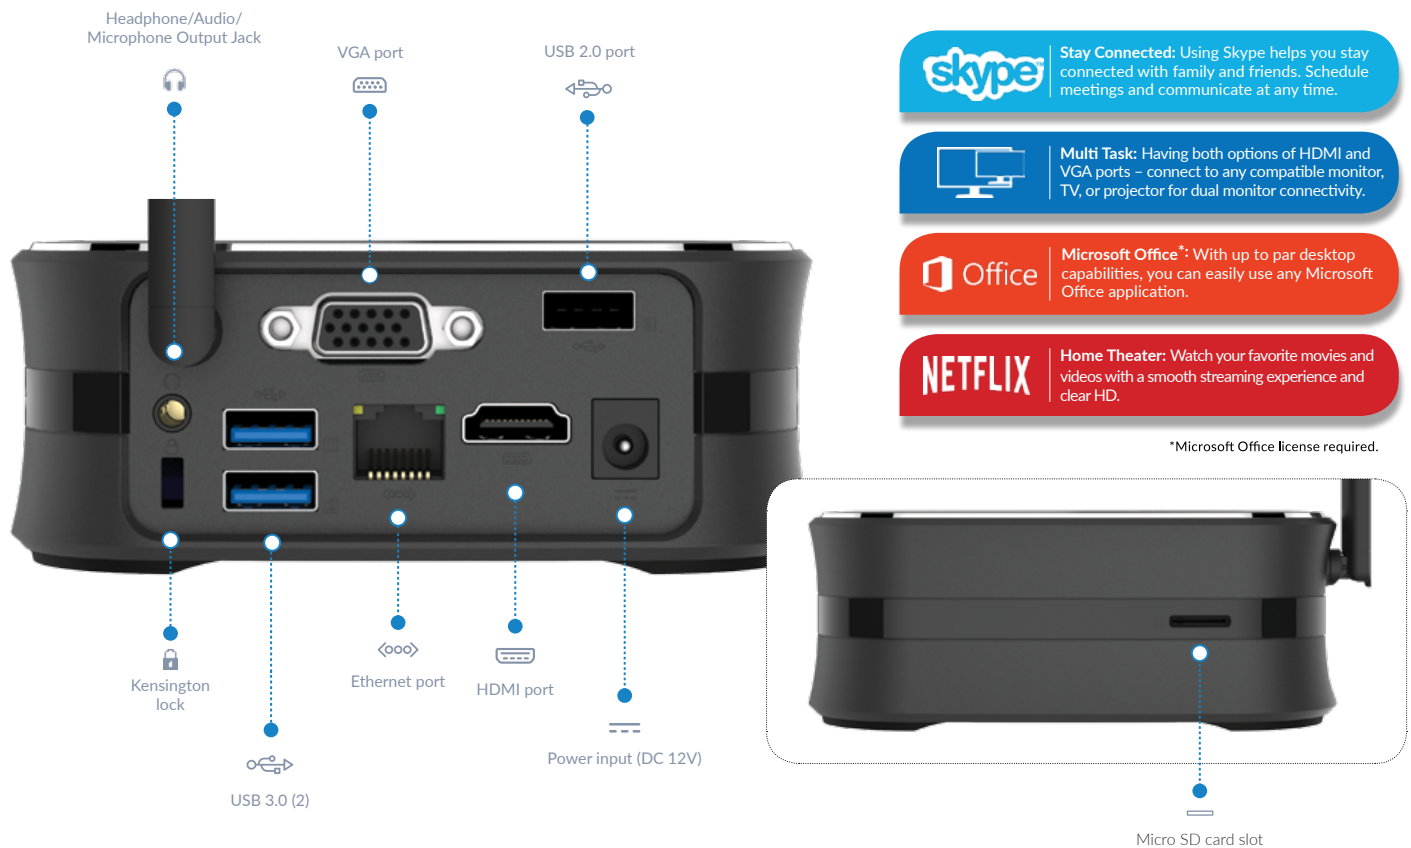 Headphone/Audio/
Microphone Output Jack
VGA port
USB 2.0 port
skype
Stay Connected: Using Skype helps you stay
connected with family and friends. Schedule
meetings and communicate at any time.
Multi Task: Having both options of HDMI and
VGA ports – connect to any compatible monitor,
TV, or projector for dual monitor connectivity.
Office
Microsoft Office*: With up to par desktop
capabilities, you can easily use any Microsoft
Office application.
NETFLIX
Home Theater: Watch your favorite movies and
videos with a smooth streaming experience and
clear HD.
*Microsoft Office license required.
Kensington
lock
Ethernet port
HDMI port
Power input (DC 12V)
USB 3.0 (2)
Micro SD card slot